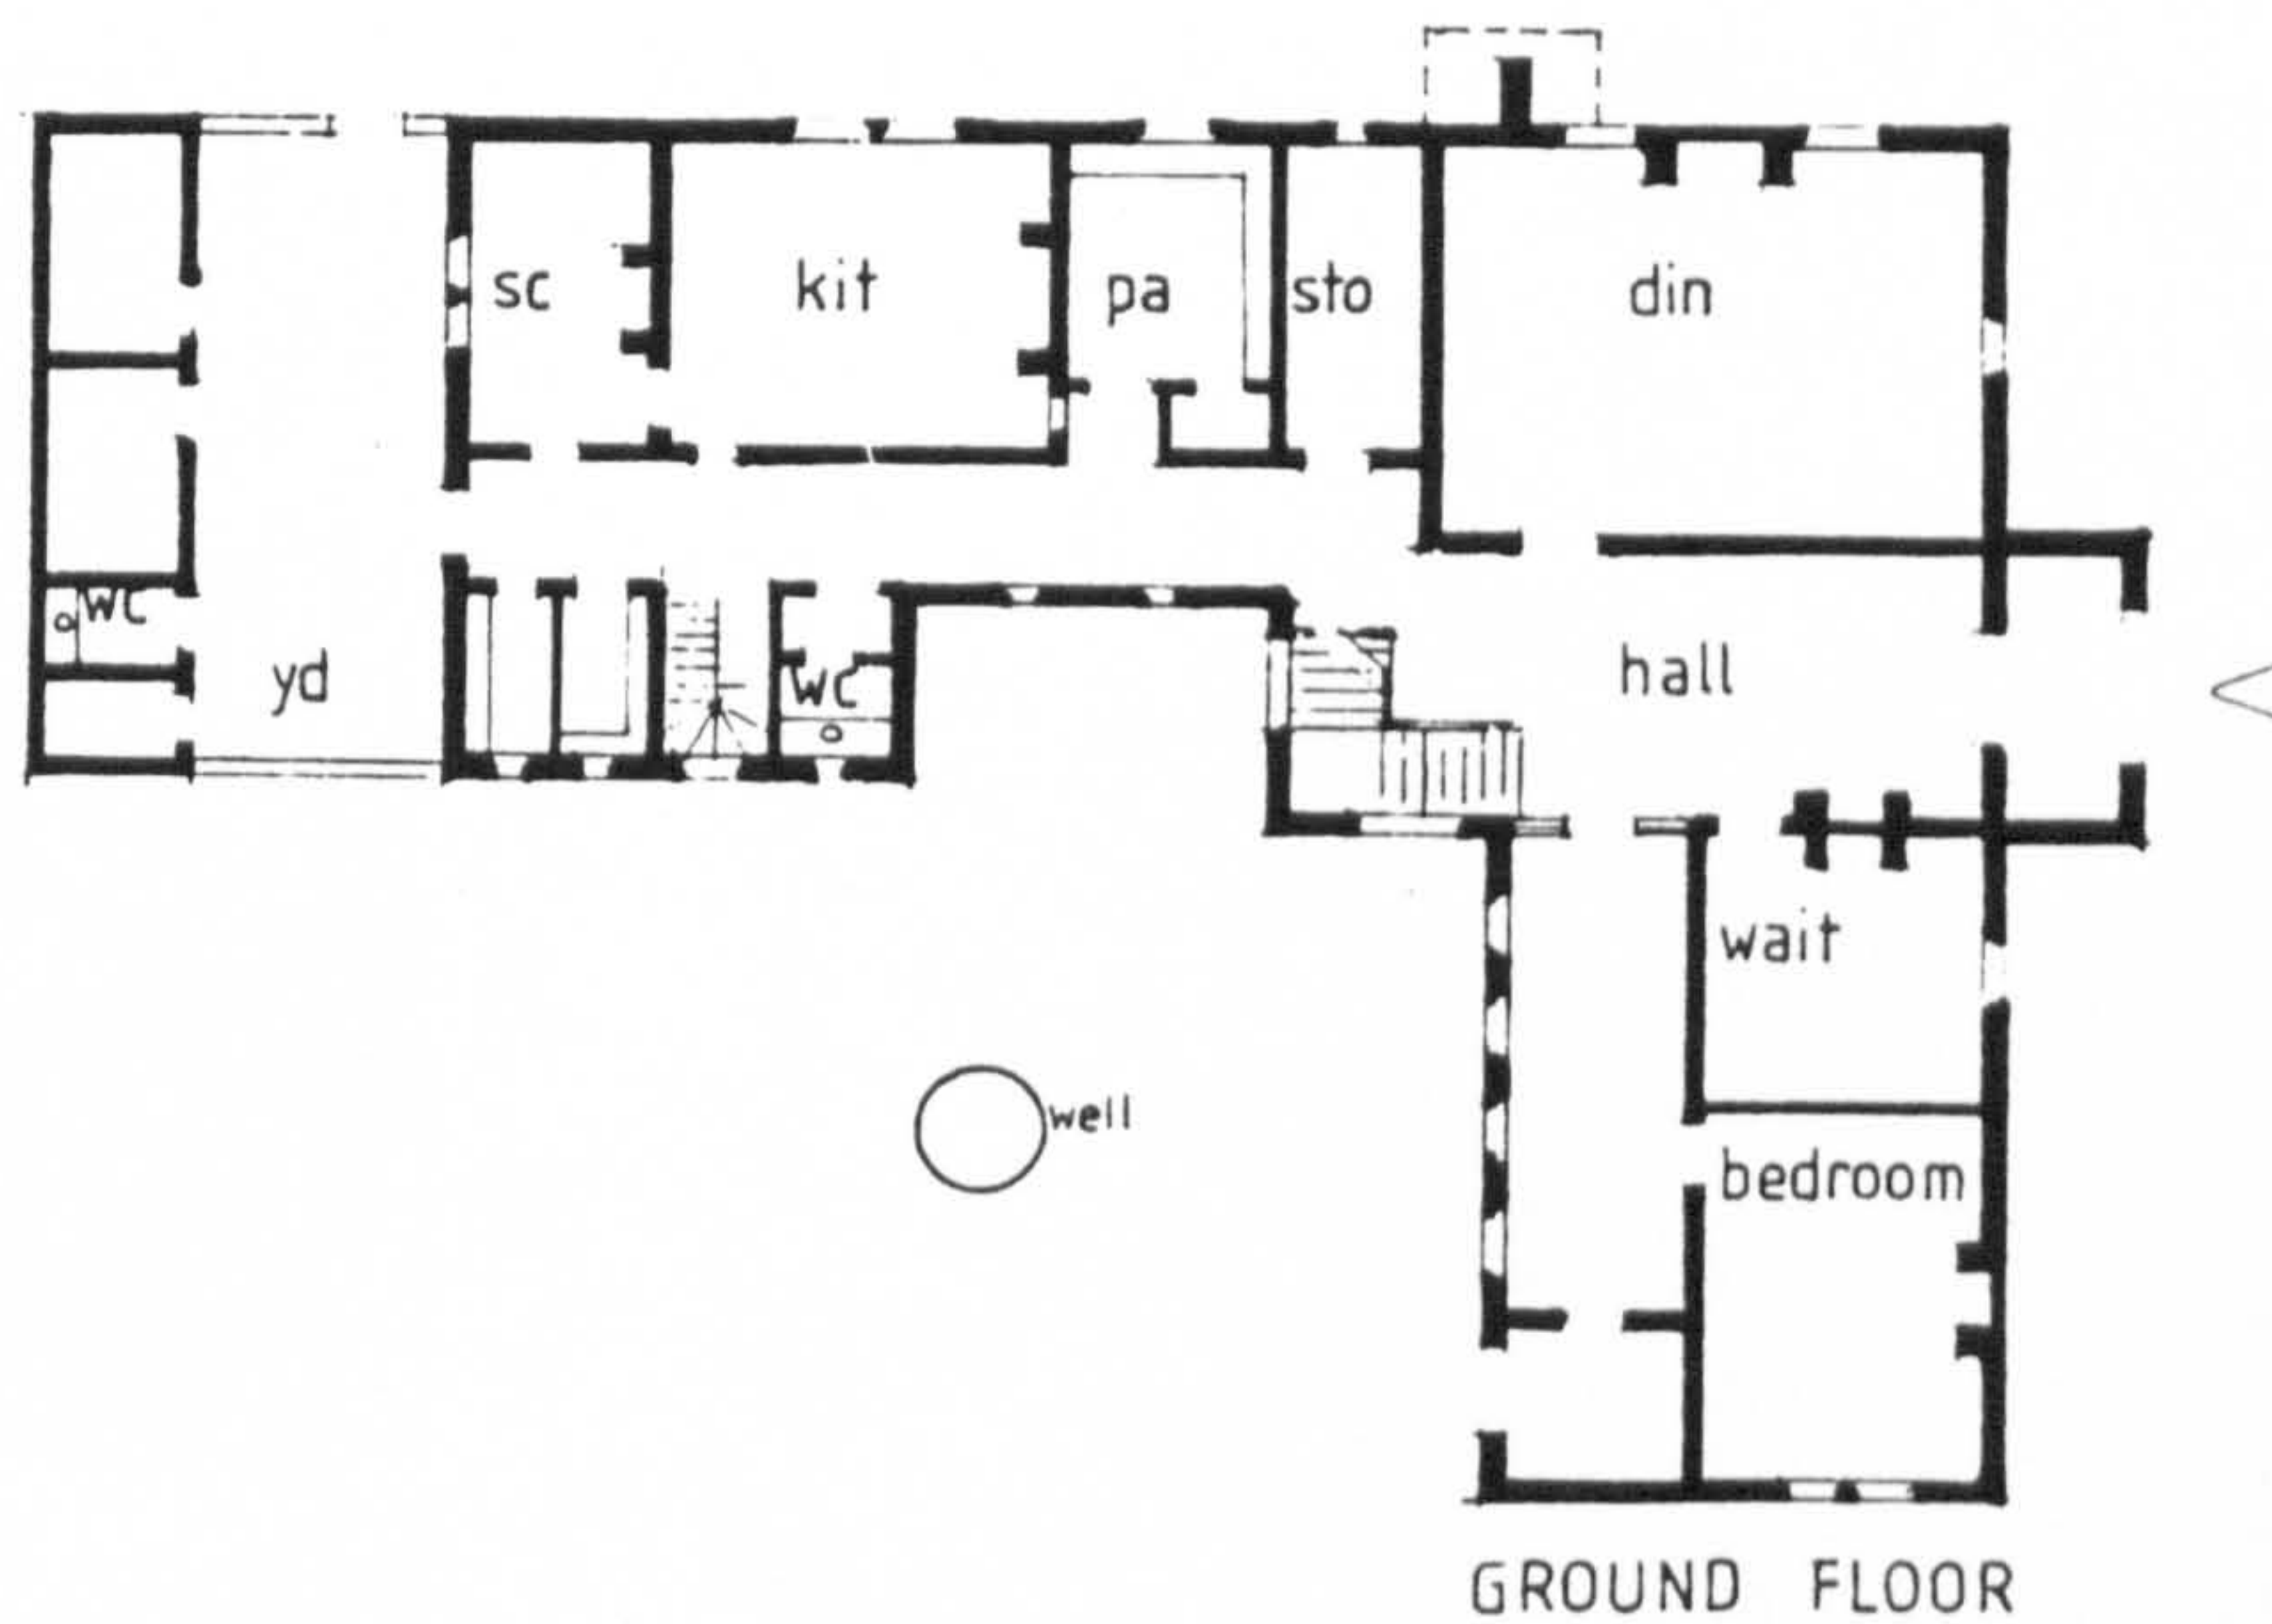 sc
kit
pa
sto
din
WC
yd
WC
hall
wait
well
bedroom
GROUND FLOOR